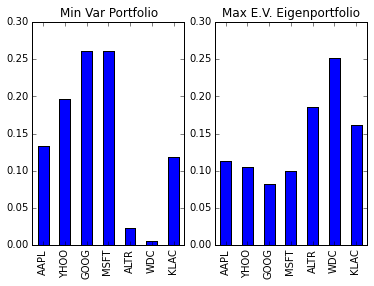 Min Var Portfolio
0.30
0.25
0.20
0.15
0.10
0.05
0.00
AAPL
YHOO
GOOG
MSFT
ALTR
WDC
KLAC
Max E.V. Eigenportfolio
0.30
0.25
0.20
0.15
0.10
0.05
0.00
AAPL
YHOO
GOOG
MSFT
ALTR
WDC
KLAC